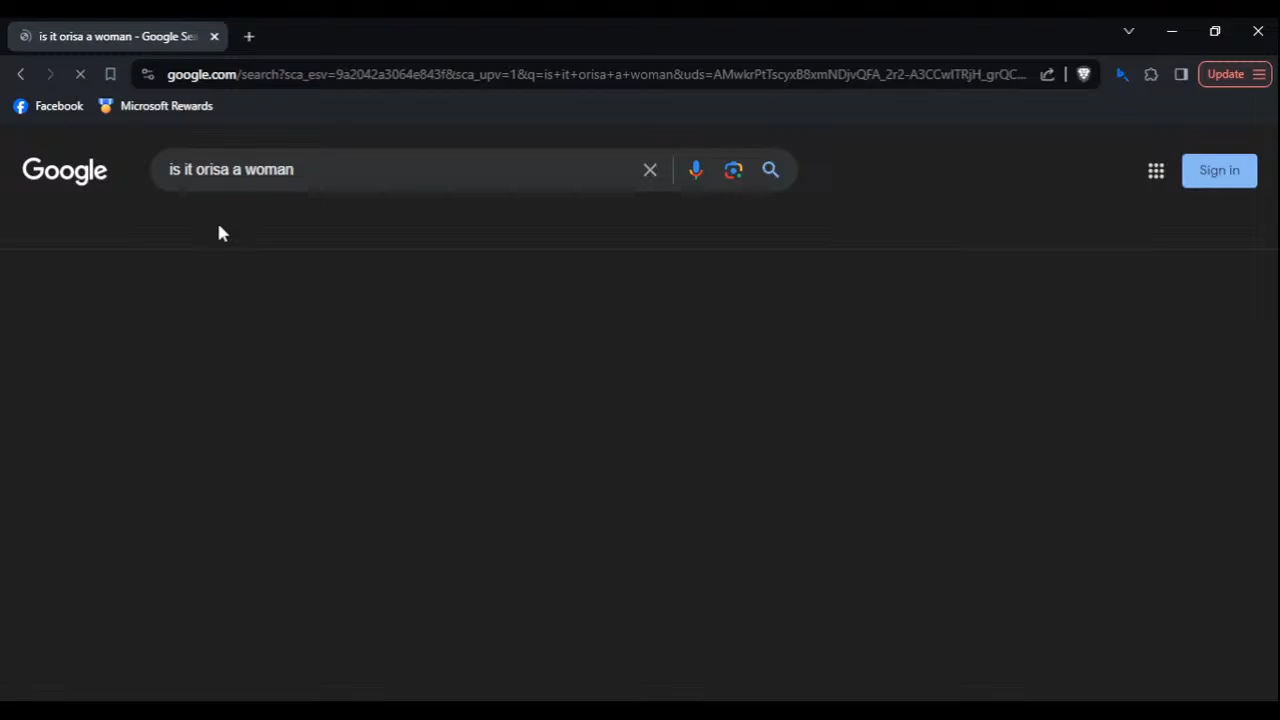 is it orisa a woman - Google Sea
google.com/search?sca_esv=9a2042a3064e843f&sca_upv=1&q=is+it+orisa+a+woman&uds=AMwkrPtTscyxB8xmNDjvQFA_2r2-A3CCwITRjH_grQC...
Update
Facebook
Microsoft Rewards
Google
is it orisa a woman
Sign in